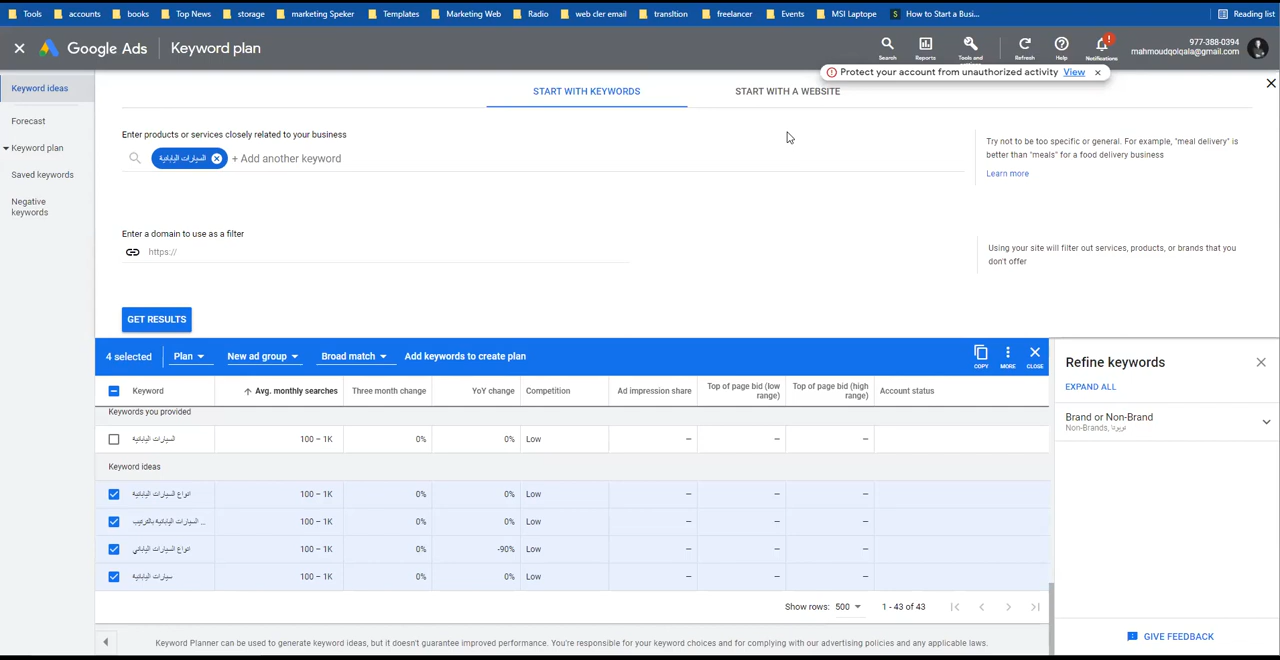 Tools accounts books Top News storage marketing Speker Templates Marketing Web Radio web cler email transltion freelancer Events MSI Laptope S How to Start a Busi... Reading list
Google Ads Keyword plan Search Reports Tools and Refresh Help Notifications ! 977-388-0394
mahmoudqoiqala@gmail.com
Protect your account from unauthorized activity View
Keyword ideas
Forecast
Keyword plan
Saved keywords
Negative
keywords
START WITH KEYWORDS START WITH A WEBSITE
Enter products or services closely related to your business
السيارات اليابانية + Add another keyword
Try not to be too specific or general. For example, "meal delivery" is
better than "meals" for a food delivery business
Learn more
Enter a domain to use as a filter
https://
Using your site will filter out services, products, or brands that you
don't offer
GET RESULTS
4 selected Plan New ad group Broad match Add keywords to create plan COPY MORE CLOSE
Keyword Avg. monthly searches Three month change YoY change Competition Ad impression share Top of page bid (low range) Top of page bid (high range) Account status
Keywords you provided
السيارات اليابانية 100 – 1K 0% 0% Low – – –
Keyword ideas
انواع السيارات اليابانية 100 – 1K 0% 0% Low – – –
... السيارات اليابانية بالترتيب 100 – 1K 0% 0% Low – – –
انواع السيارات الياباني 100 – 1K 0% -90% Low – – –
سيارات اليابانية 100 – 1K 0% 0% Low – – –
Show rows: 500 1 - 43 of 43
Keyword Planner can be used to generate keyword ideas, but it doesn't guarantee improved performance. You're responsible for your keyword choices and for complying with our advertising policies and any applicable laws.
Refine keywords
EXPAND ALL
Brand or Non-Brand
Non-Brands, تويوتا
GIVE FEEDBACK